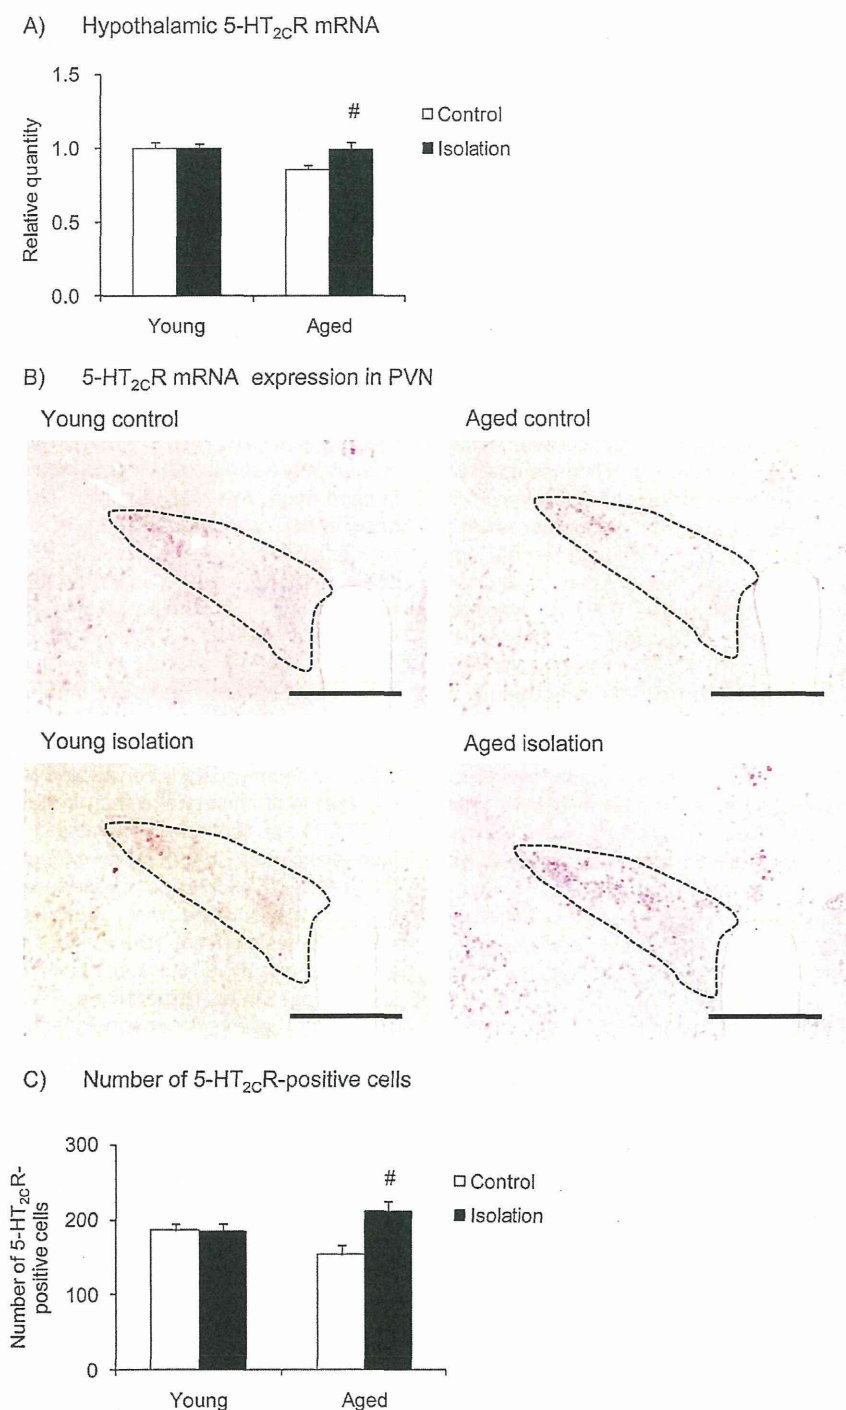 A) Hypothalamic 5-HT2CR mRNA
1.5
1.0
0.5
0.0
Relative quantity
#
Control
Isolation
Young Aged
B) 5-HT2CR mRNA expression in PVN
Young control Aged control
Young isolation Aged isolation
C) Number of 5-HT2CR-positive cells
300
200
100
0
Number of 5-HT2CR-
positive cells
#
Control
Isolation
Young Aged